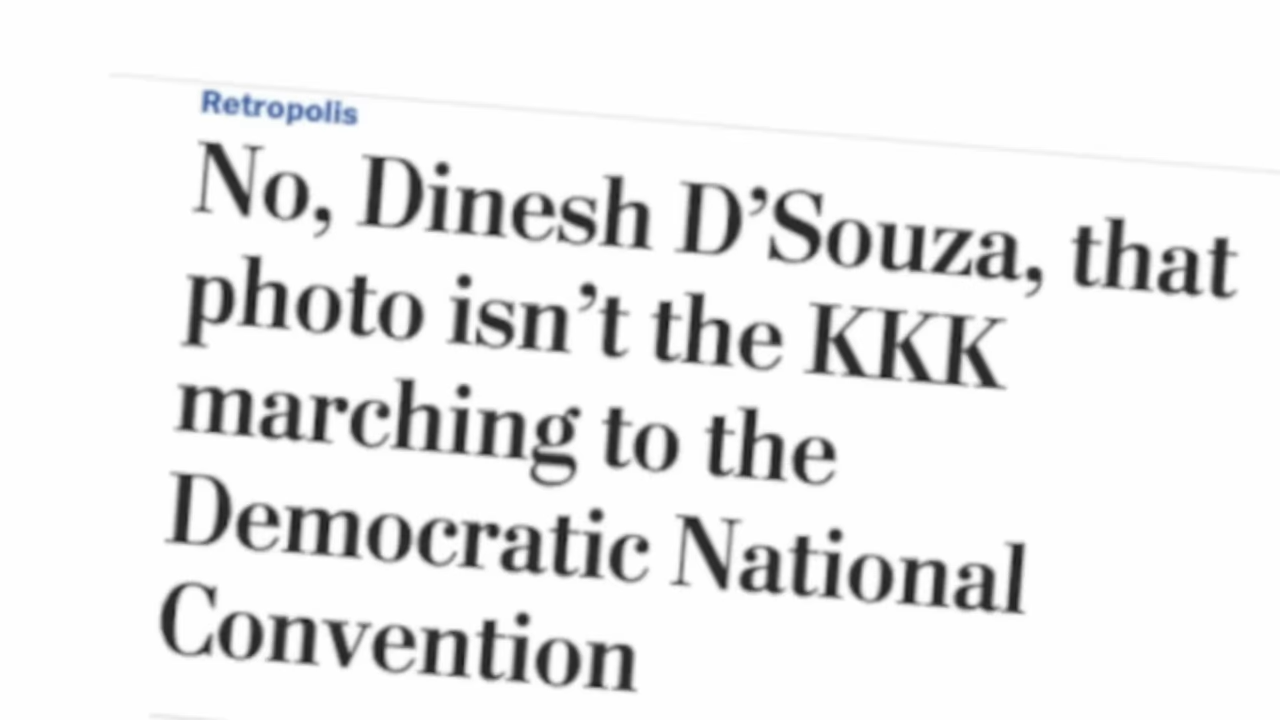 Retropolis
No, Dinesh D’Souza, that
photo isn’t the KKK
marching to the
Democratic National
Convention